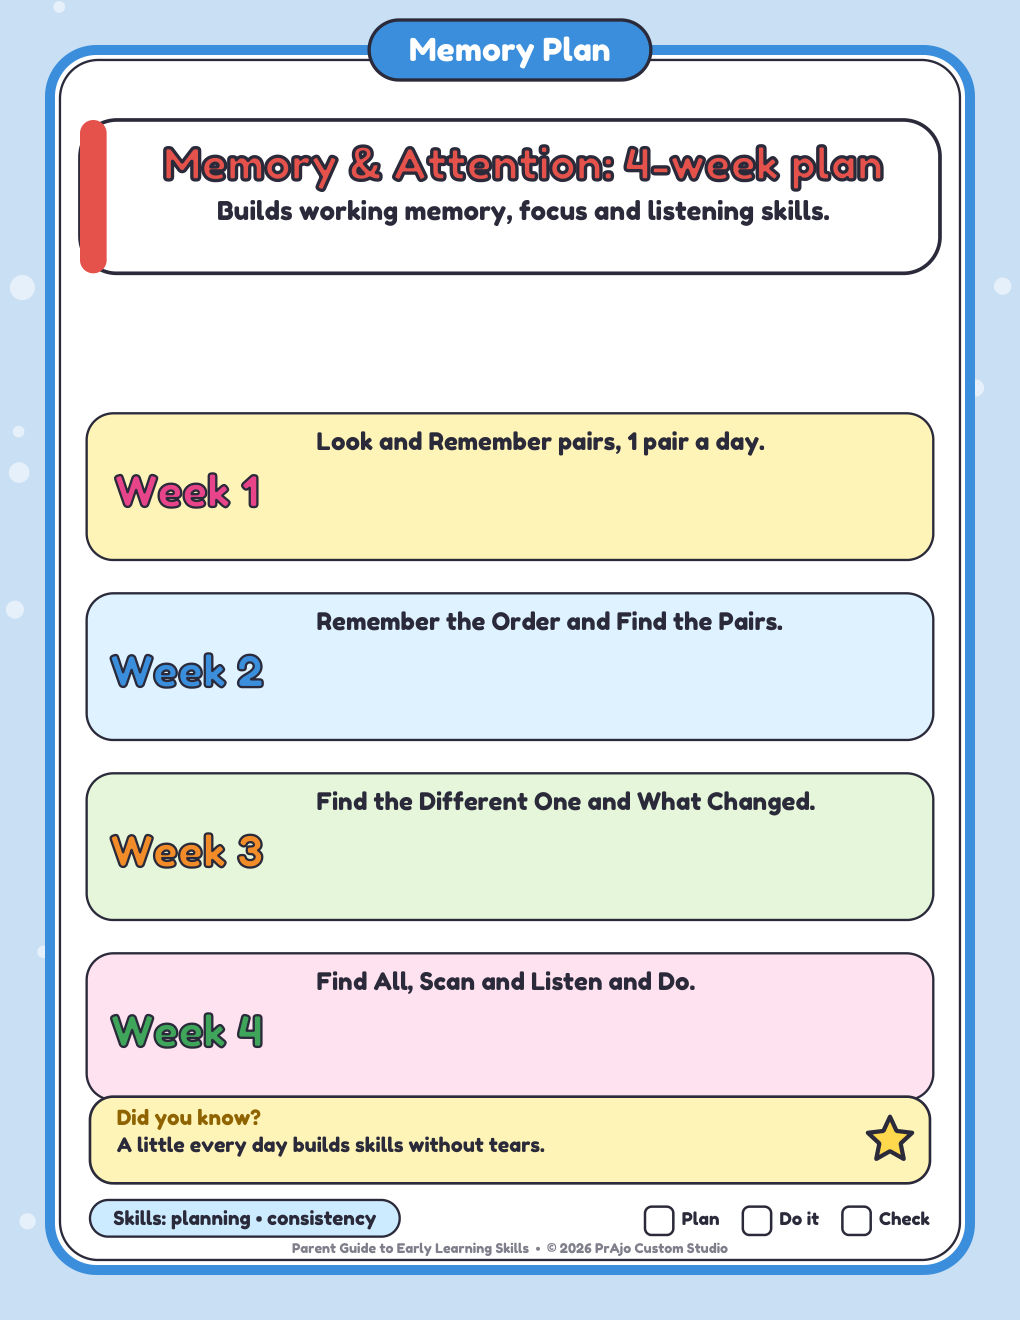 Memory Plan
Memory & Attention: 4-week plan
Builds working memory, focus and listening skills.
Look and Remember pairs, 1 pair a day.
Week 1
Remember the Order and Find the Pairs.
Week 2
Find the Different One and What Changed.
Week 3
Find All, Scan and Listen and Do.
Week 4
Did you know?
A little every day builds skills without tears.
Skills: planning • consistency
Plan
Do it
Check
Parent Guide to Early Learning Skills • © 2026 PrAjo Custom Studio